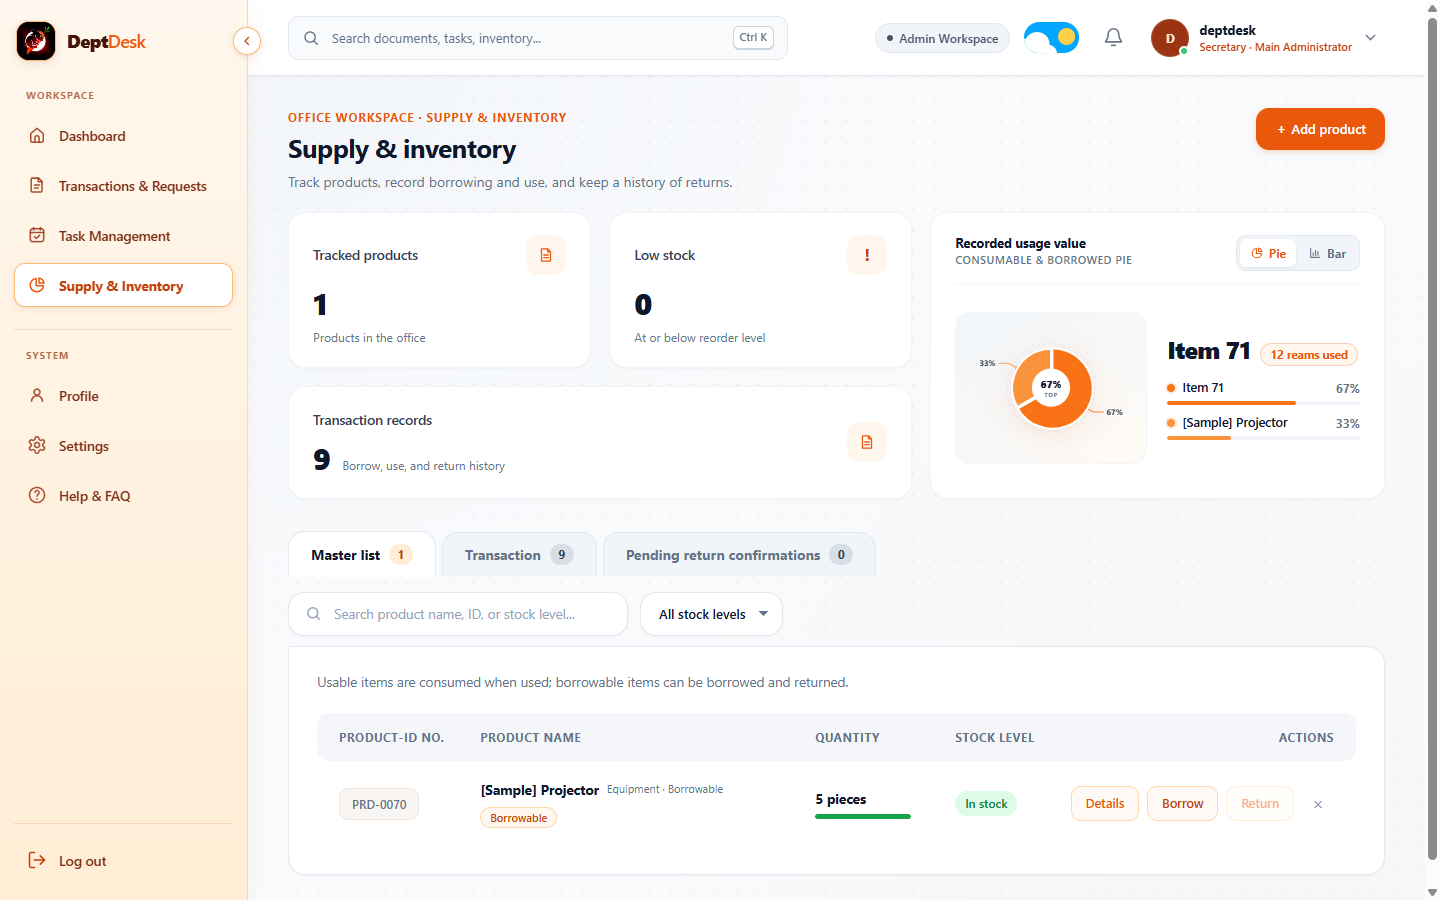 DeptDesk
WORKSPACE
Dashboard
Transactions & Requests
Task Management
Supply & Inventory
SYSTEM
Profile
Settings
Help & FAQ
Log out
Search documents, tasks, inventory...
Ctrl K
Admin Workspace
D
deptdesk
Secretary · Main Administrator
OFFICE WORKSPACE · SUPPLY & INVENTORY
Supply & inventory
Track products, record borrowing and use, and keep a history of returns.
+ Add product
Tracked products
1
Products in the office
Low stock
!
0
At or below reorder level
Transaction records
9 Borrow, use, and return history
Recorded usage value
CONSUMABLE & BORROWED PIE
Pie
Bar
33%
67%
TOP
67%
Item 71 12 reams used
Item 71 67%
[Sample] Projector 33%
Master list 1
Transaction 9
Pending return confirmations 0
Search product name, ID, or stock level...
All stock levels
Usable items are consumed when used; borrowable items can be borrowed and returned.
PRODUCT-ID NO. PRODUCT NAME QUANTITY STOCK LEVEL ACTIONS
PRD-0070
[Sample] Projector Equipment · Borrowable
Borrowable
5 pieces
In stock
Details Borrow Return ×